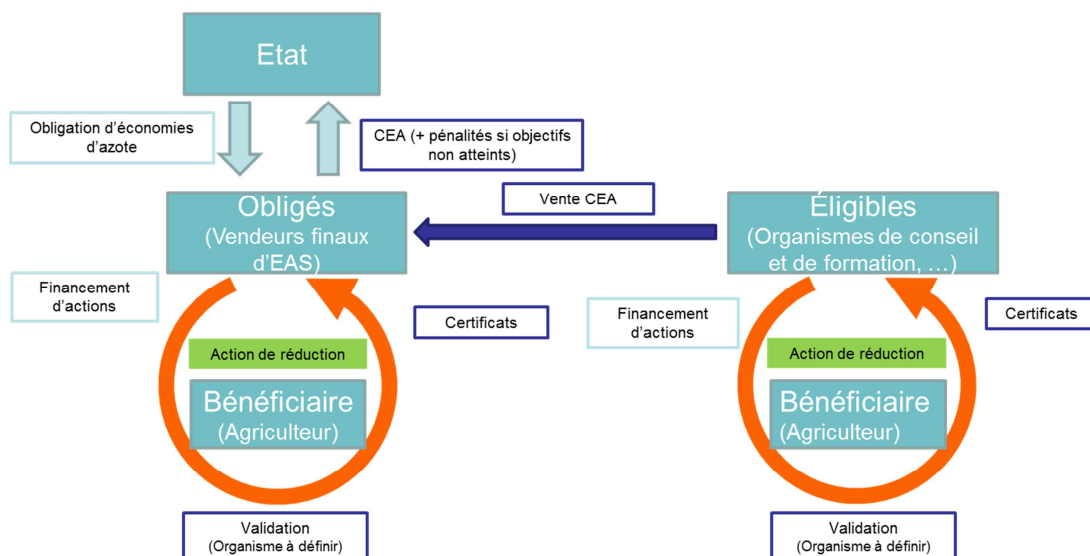 Etat
Obligation d'économies
d'azote
CEA (+ pénalités si objectifs
non atteints)
Obligés
(Vendeurs finaux
d'EAS)
Vente CEA
Éligibles
(Organismes de conseil
et de formation, ...)
Financement
d'actions
Certificats
Action de réduction
Bénéficiaire
(Agriculteur)
Validation
(Organisme à définir)
Financement
d'actions
Certificats
Action de réduction
Bénéficiaire
(Agriculteur)
Validation
(Organisme à définir)